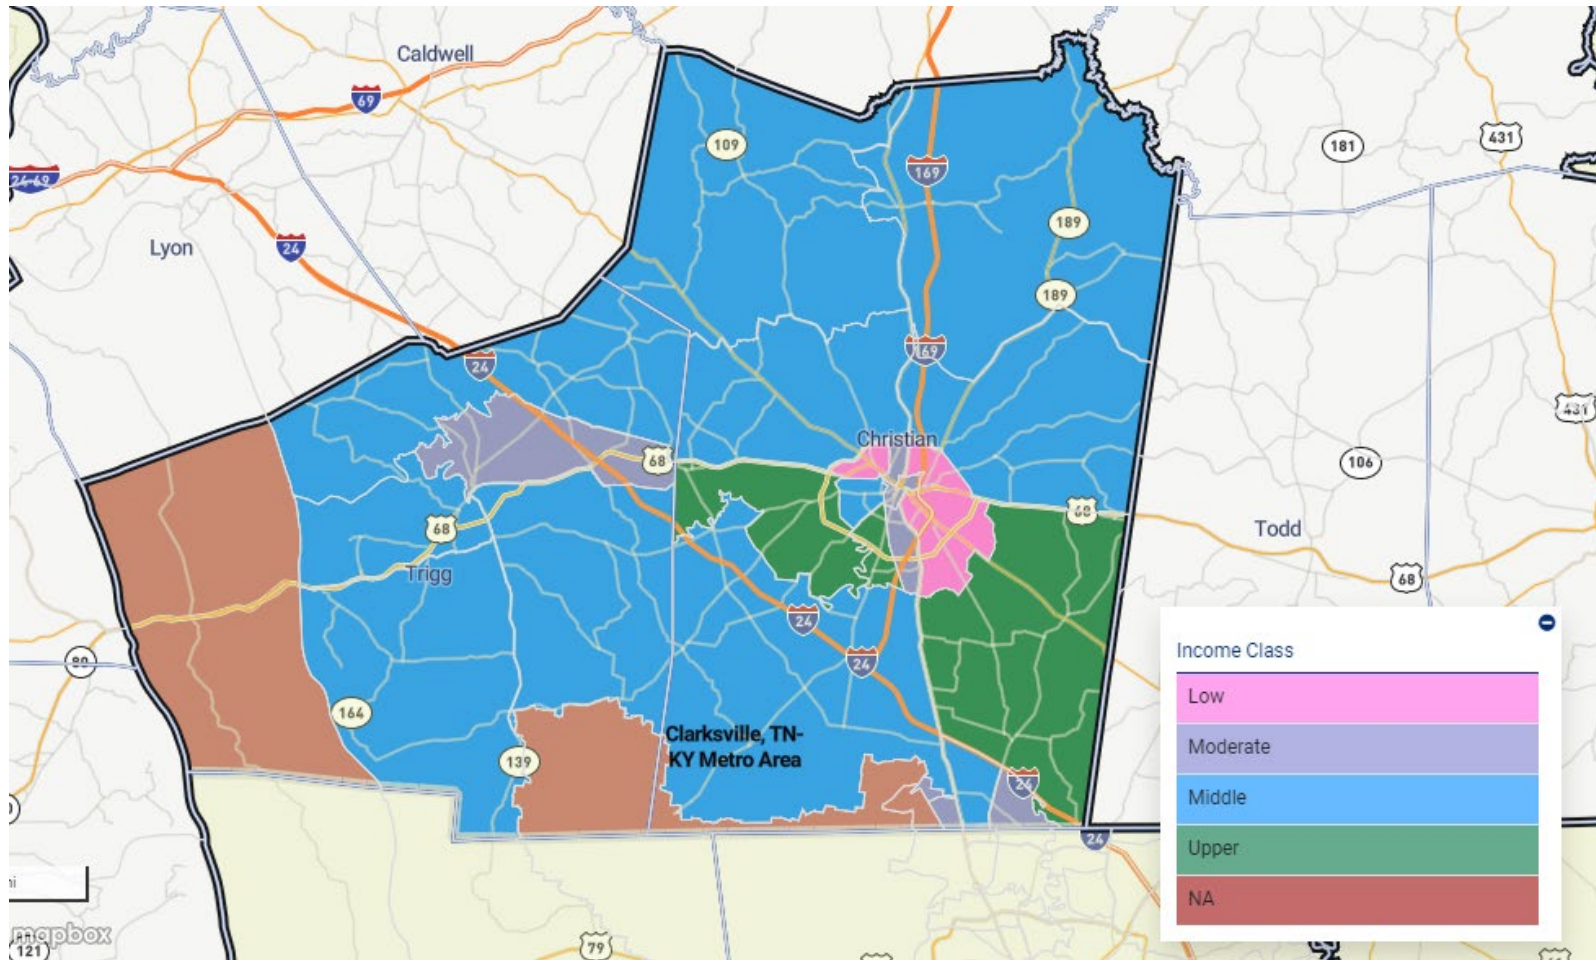 Caldwell
69
109
181
431
169
24-69
189
Lyon
24
189
69
24
431
Christian
68
106
68
68
Todd
Trigg
68
24
24
80
Income Class
Low
Moderate
Middle
Upper
NA
164
Clarksville, TN-
KY Metro Area
139
24
24
mapbox
121
79